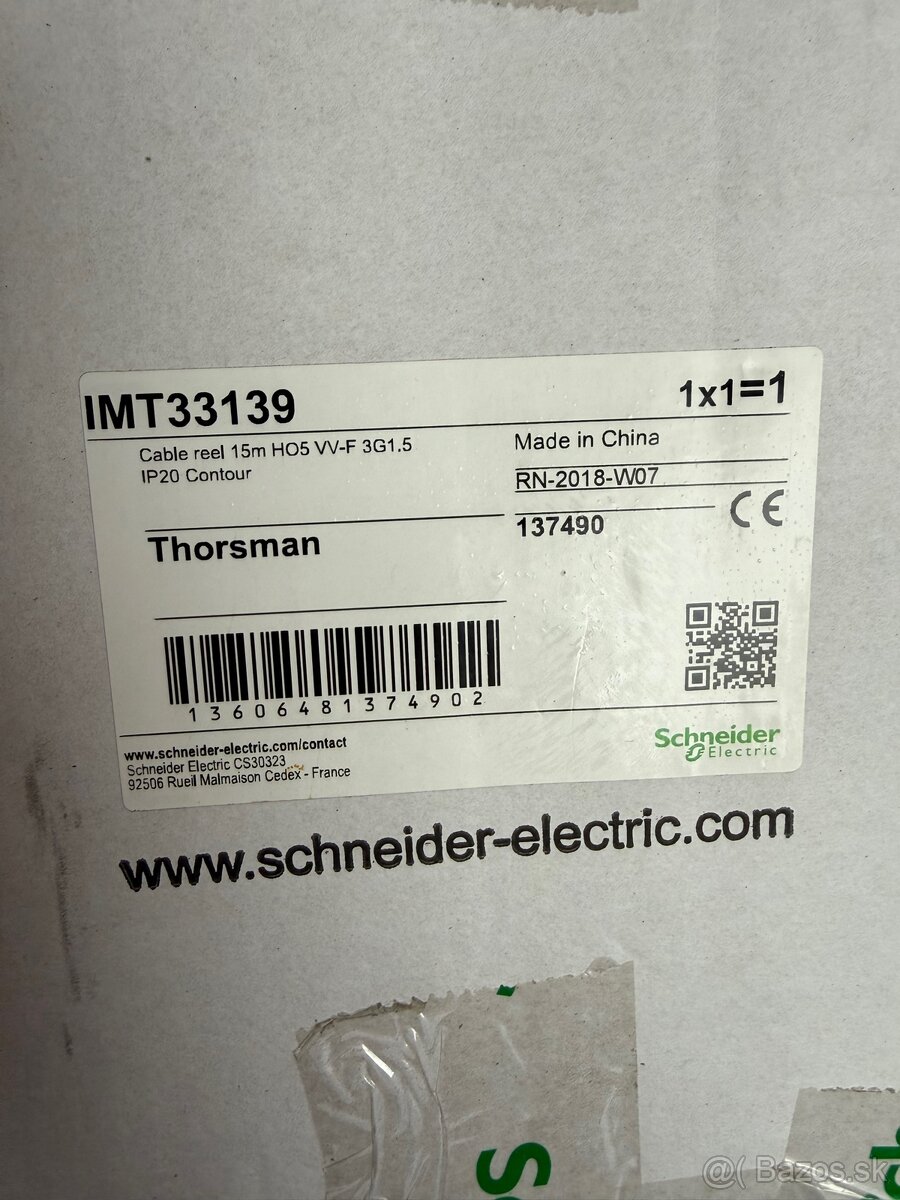 IMT33139
1x1=1
Cable reel 15m HO5 VV-F 3G1.5
IP20 Contour
Made in China
RN-2018-W07
CE
137490
Thorsman
13606481374902
www.schneider-electric.com/contact
Schneider Electric CS30323
92506 Rueil Malmaison Cedex - France
Schneider
Electric
www.schneider-electric.com
@( Bazos.sk